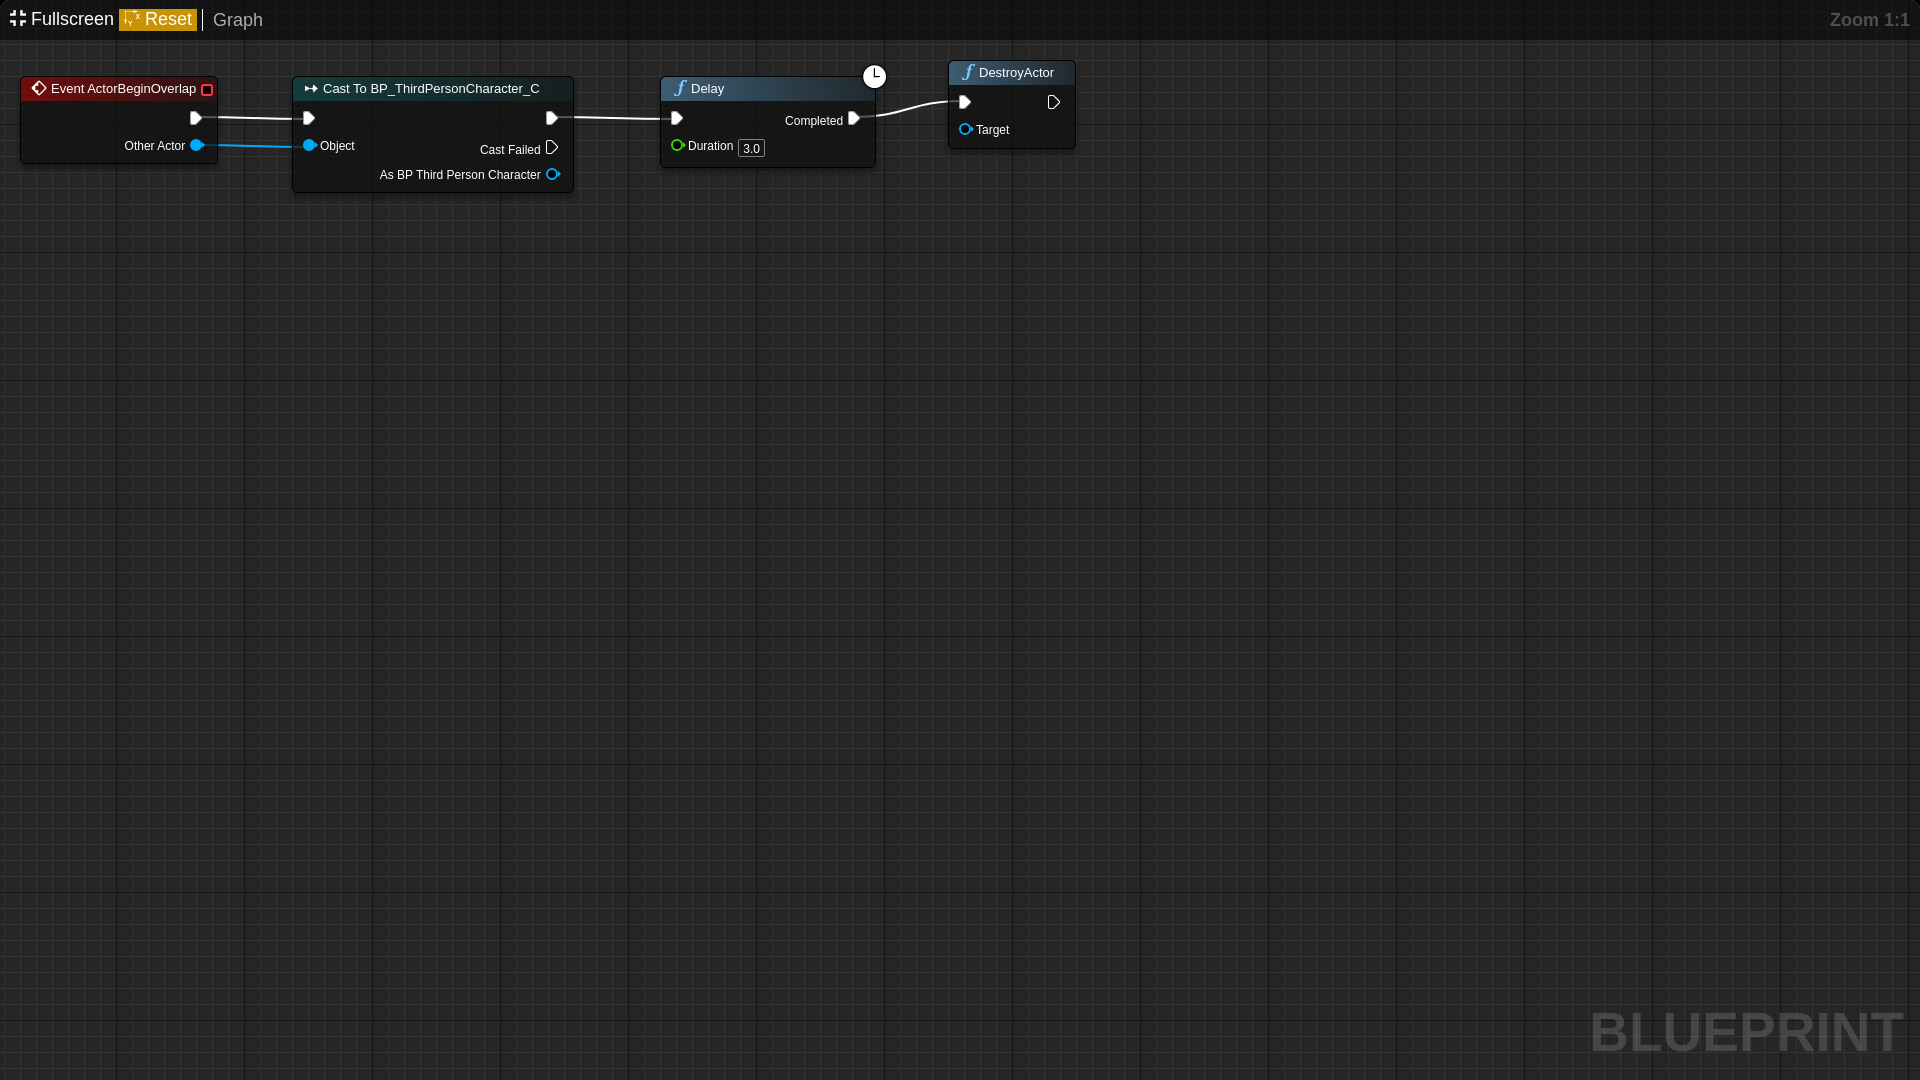 Fullscreen Reset Graph Zoom 1:1
Event ActorBeginOverlap
Other Actor
Cast To BP_ThirdPersonCharacter_C
Object
Cast Failed
As BP Third Person Character
Delay
Completed
Duration 3.0
DestroyActor
Target
BLUEPRINT